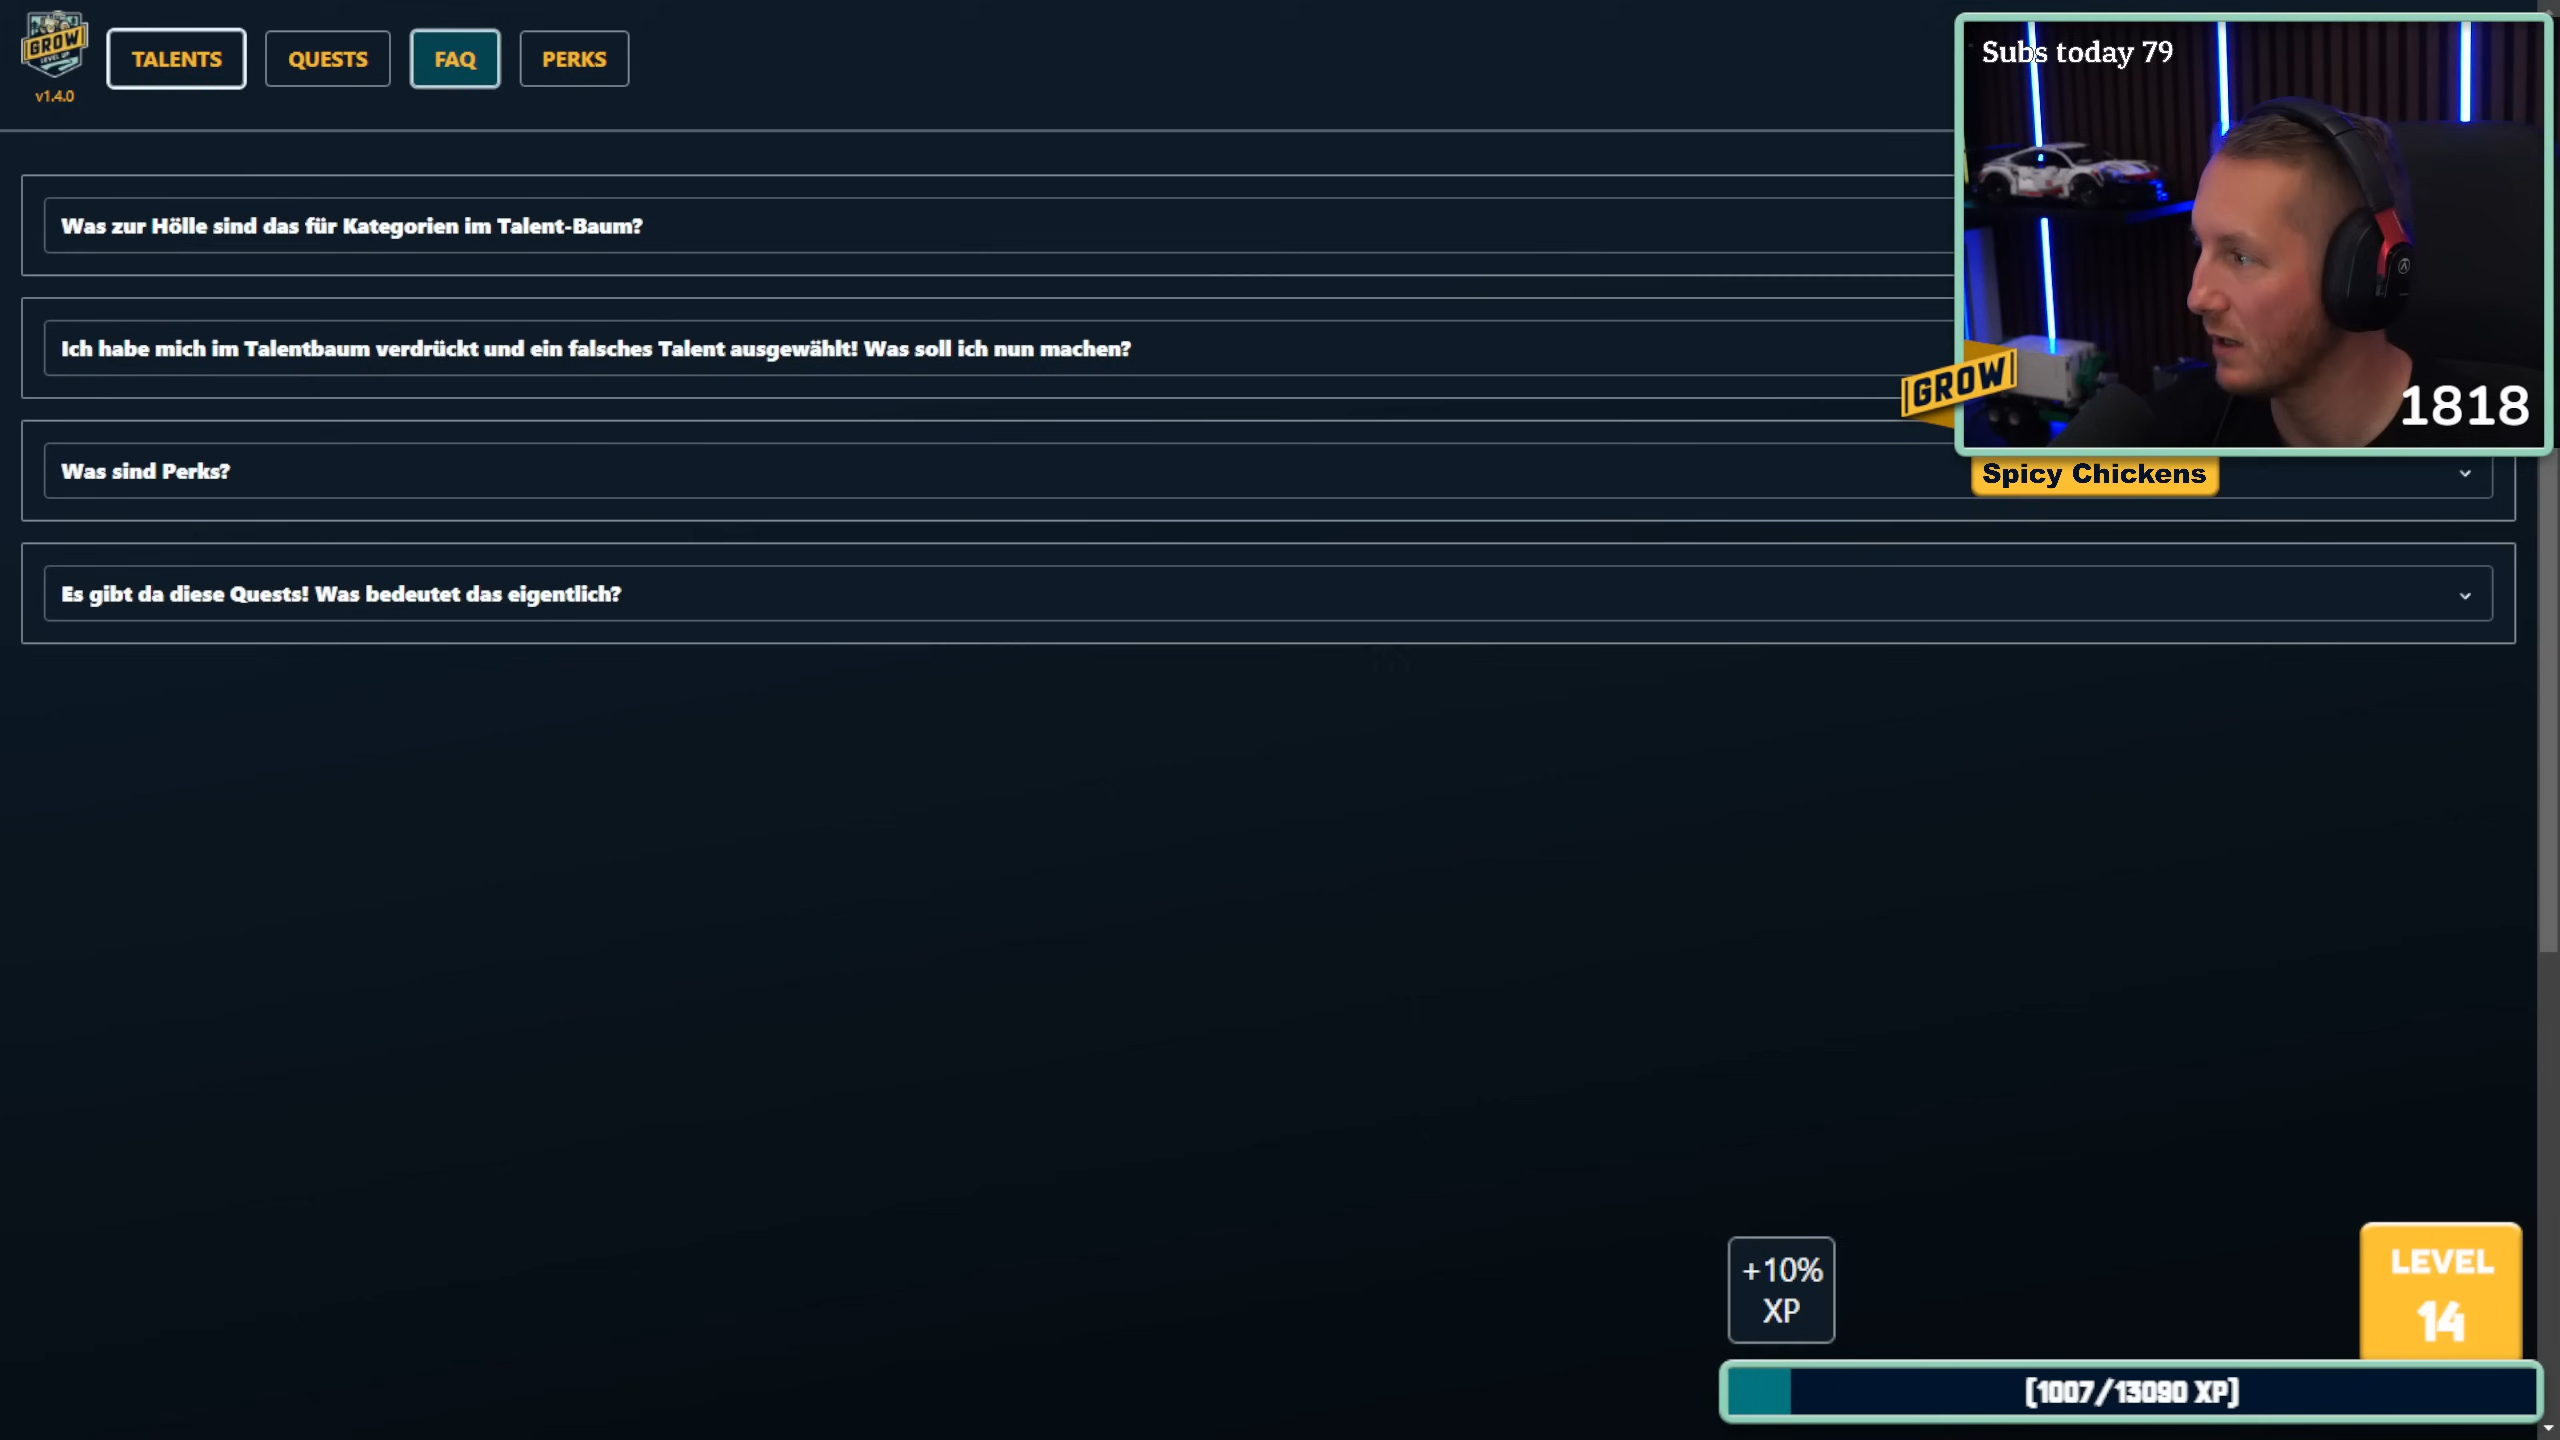 GROW
LEVEL UP
v1.4.0
TALENTS
QUESTS
FAQ
PERKS
Subs today 79
Was zur Hölle sind das für Kategorien im Talent-Baum?
Ich habe mich im Talentbaum verdrückt und ein falsches Talent ausgewählt! Was soll ich nun machen?
GROW
1818
Was sind Perks?
Spicy Chickens
Es gibt da diese Quests! Was bedeutet das eigentlich?
+10%
XP
LEVEL
14
[1007/13090 XP]